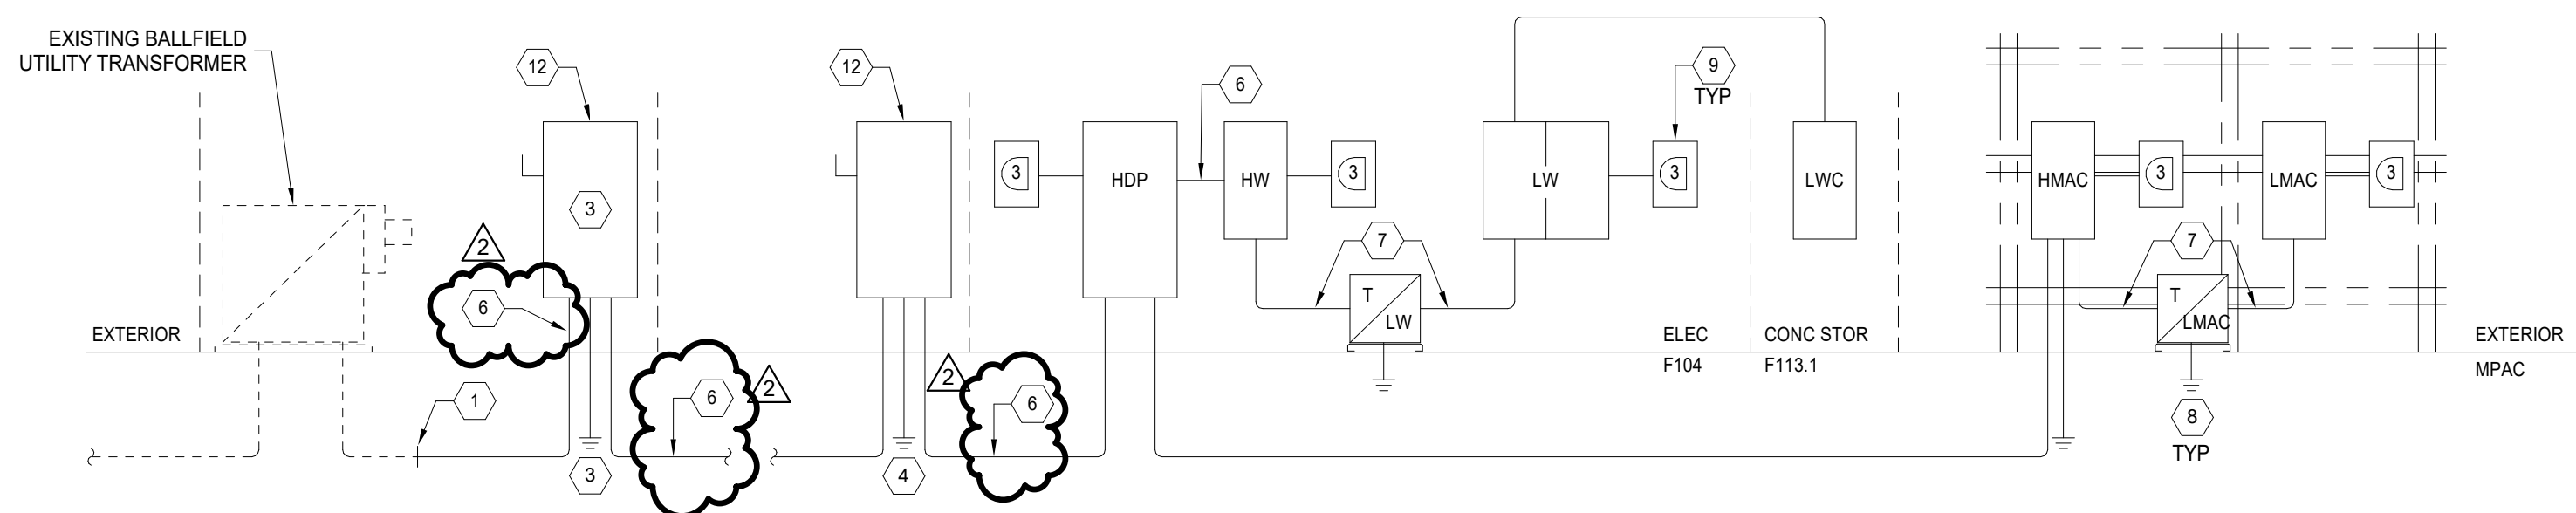 EXISTING BALLFIELD
UTILITY TRANSFORMER
12
12
9
TYP
6
3
HDP
HW
3
LW
3
LWC
HMAC
3
LMAC
3
3
2
7
7
6
T
LW
T
LMAC
EXTERIOR
ELEC
CONC STOR
EXTERIOR
F104
F113.1
MPAC
2
2
1
6
6
8
TYP
3
4